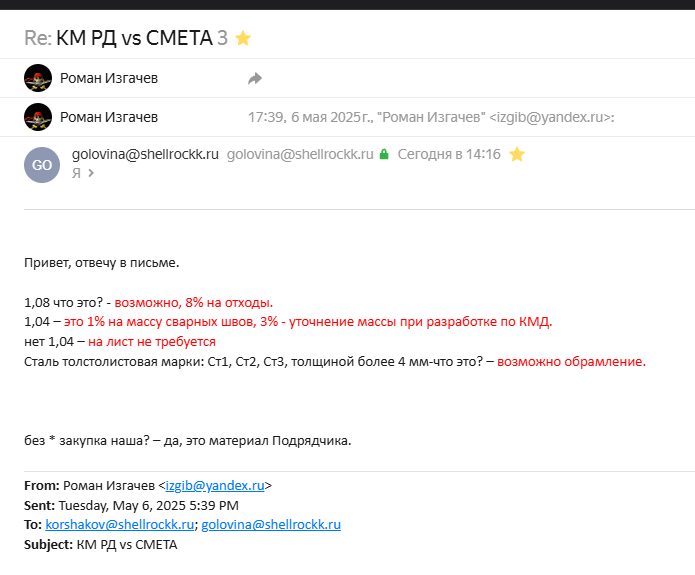 Re: КМ РД vs СМЕТА 3
Роман Изгачев
Роман Изгачев 17:39, 6 мая 2025 г., "Роман Изгачев" <izgib@yandex.ru>:
GO golovina@shellrockk.ru golovina@shellrockk.ru Сегодня в 14:16
Я >
Привет, отвечу в письме.
1,08 что это? - возможно, 8% на отходы.
1,04 – это 1% на массу сварных швов, 3% - уточнение массы при разработке по КМД.
нет 1,04 – на лист не требуется
Сталь толстолистовая марки: Ст1, Ст2, Ст3, толщиной более 4 мм-что это? – возможно обрамление.
без * закупка наша? – да, это материал Подрядчика.
From: Роман Изгачев <izgib@yandex.ru>
Sent: Tuesday, May 6, 2025 5:39 PM
To: korshakov@shellrockk.ru; golovina@shellrockk.ru
Subject: КМ РД vs СМЕТА